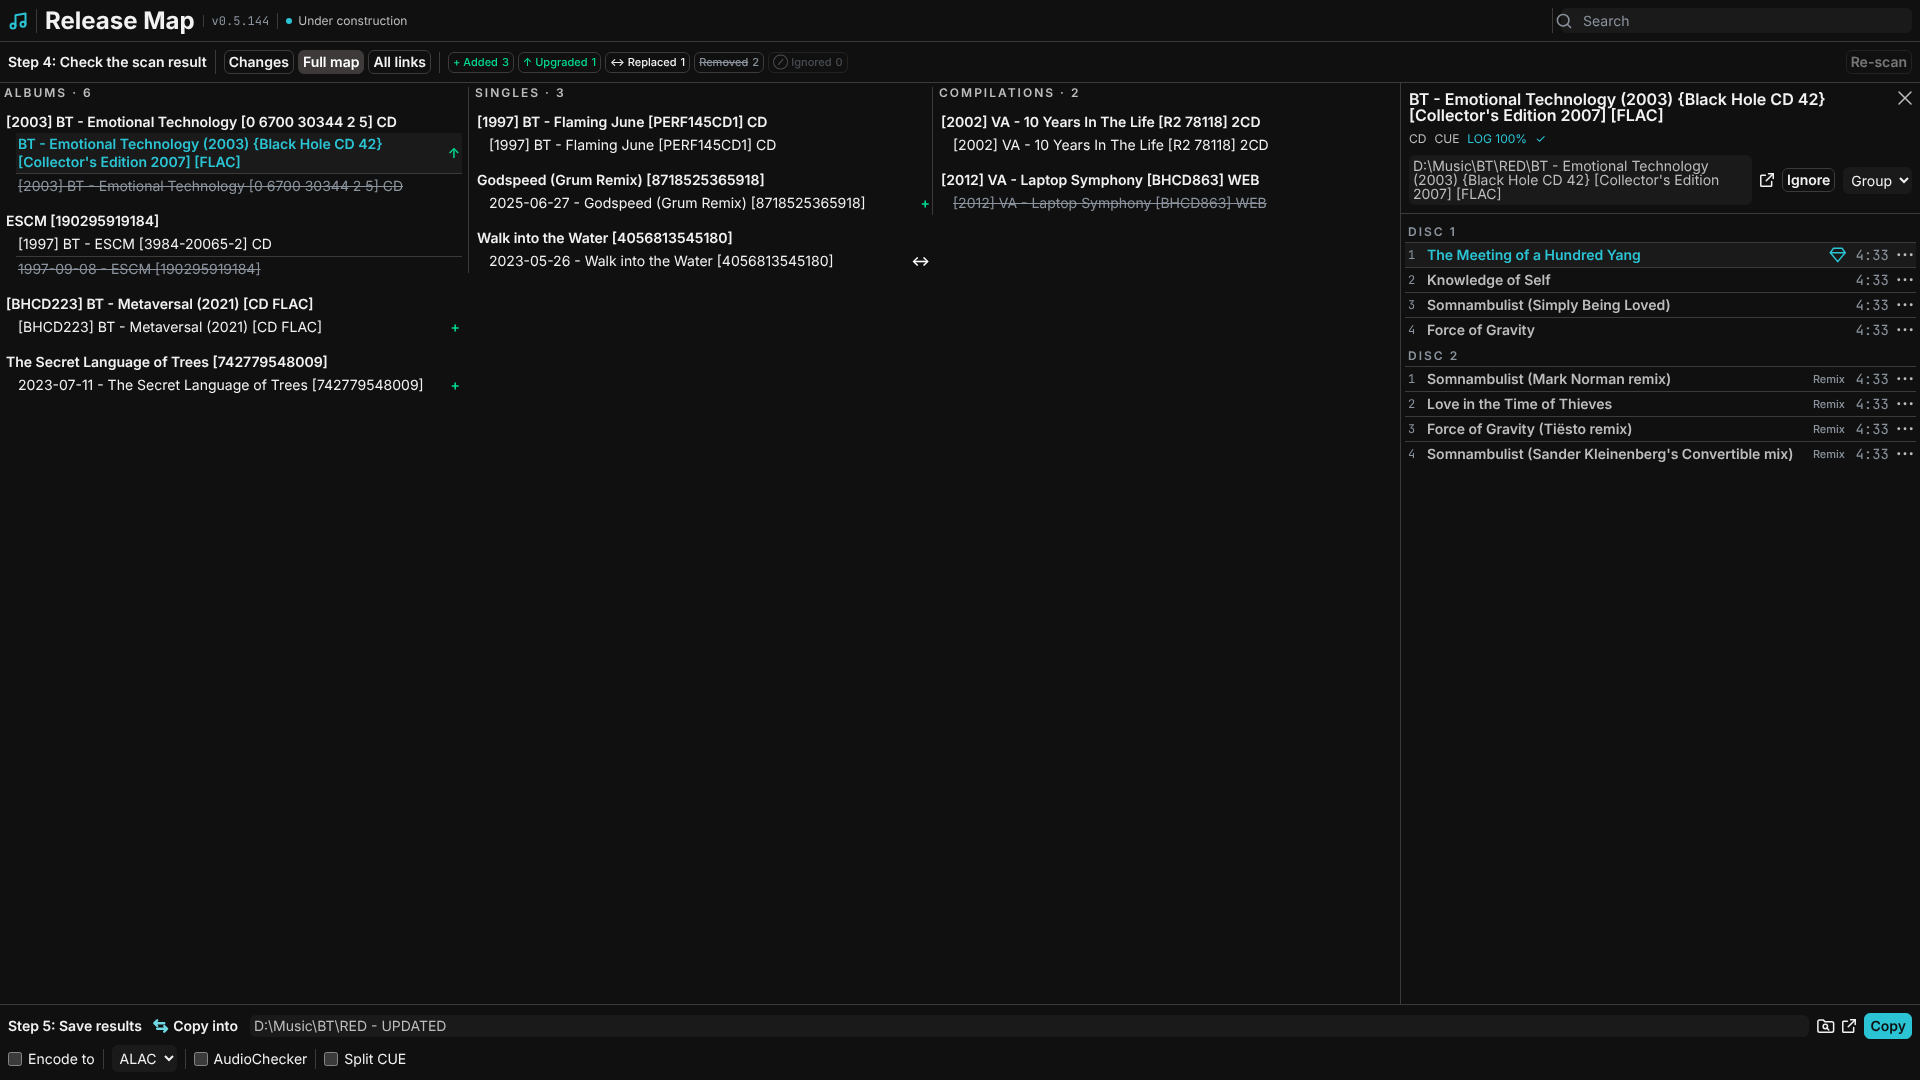 Release Map
v0.5.144
Under construction
Search
Step 4: Check the scan result
Changes
Full map
All links
+ Added 3
↑ Upgraded 1
↔ Replaced 1
Removed 2
Ignored 0
Re-scan
ALBUMS · 6
[2003] BT - Emotional Technology [0 6700 30344 2 5] CD
BT - Emotional Technology (2003) {Black Hole CD 42}
[Collector's Edition 2007] [FLAC]
[2003] BT - Emotional Technology [0 6700 30344 2 5] CD
ESCM [190295919184]
[1997] BT - ESCM [3984-20065-2] CD
1997-09-08 - ESCM [190295919184]
[BHCD223] BT - Metaversal (2021) [CD FLAC]
[BHCD223] BT - Metaversal (2021) [CD FLAC]
+
The Secret Language of Trees [742779548009]
2023-07-11 - The Secret Language of Trees [742779548009]
+
SINGLES · 3
[1997] BT - Flaming June [PERF145CD1] CD
[1997] BT - Flaming June [PERF145CD1] CD
Godspeed (Grum Remix) [8718525365918]
2025-06-27 - Godspeed (Grum Remix) [8718525365918]
+
Walk into the Water [4056813545180]
2023-05-26 - Walk into the Water [4056813545180]
COMPILATIONS · 2
[2002] VA - 10 Years In The Life [R2 78118] 2CD
[2002] VA - 10 Years In The Life [R2 78118] 2CD
[2012] VA - Laptop Symphony [BHCD863] WEB
[2012] VA - Laptop Symphony [BHCD863] WEB
BT - Emotional Technology (2003) {Black Hole CD 42}
[Collector's Edition 2007] [FLAC]
CD CUE LOG 100% ✓
D:\Music\BT\RED\BT - Emotional Technology
(2003) {Black Hole CD 42} [Collector's Edition
2007] [FLAC]
Ignore
Group
DISC 1
1 The Meeting of a Hundred Yang 4:33
2 Knowledge of Self 4:33
3 Somnambulist (Simply Being Loved) 4:33
4 Force of Gravity 4:33
DISC 2
1 Somnambulist (Mark Norman remix) Remix 4:33
2 Love in the Time of Thieves Remix 4:33
3 Force of Gravity (Tiësto remix) Remix 4:33
4 Somnambulist (Sander Kleinenberg's Convertible mix) Remix 4:33
Step 5: Save results
Copy into
D:\Music\BT\RED - UPDATED
Copy
Encode to
ALAC
AudioChecker
Split CUE